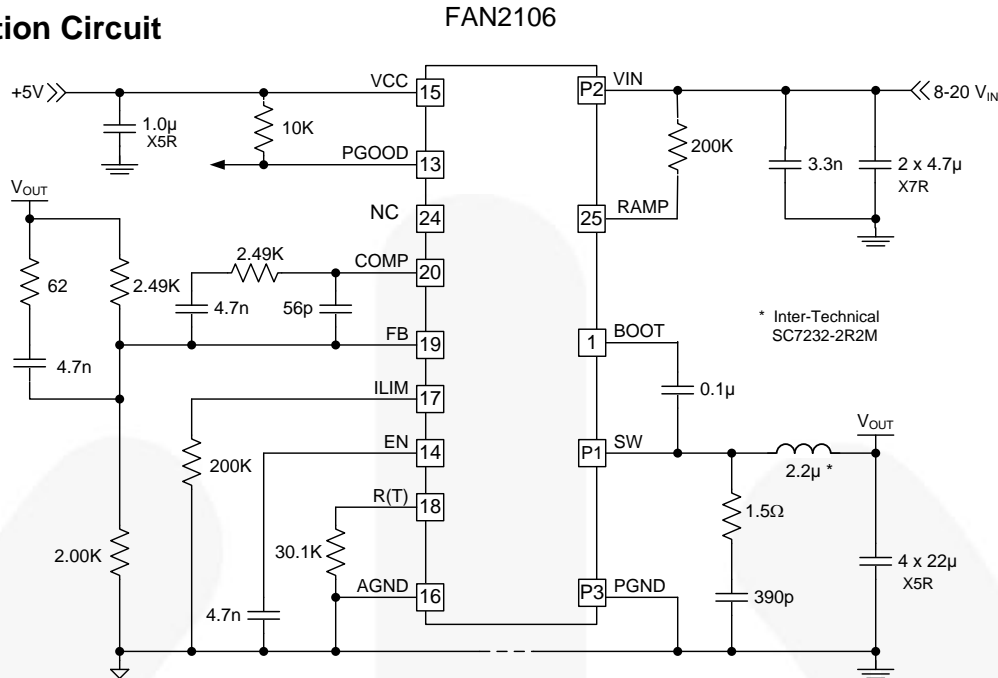 tion Circuit
FAN2106
+5V
VCC
15
P2
VIN
8-20 VIN
1.0µ
X5R
10K
200K
3.3n
2 x 4.7µ
X7R
PGOOD
13
VOUT
NC
24
25
RAMP
62
2.49K
2.49K
COMP
20
4.7n
56p
* Inter-Technical
SC7232-2R2M
4.7n
FB
19
1
BOOT
ILIM
17
0.1µ
200K
EN
14
P1
SW
VOUT
2.2µ *
R(T)
18
1.5Ω
2.00K
30.1K
4 x 22µ
X5R
AGND
16
P3
PGND
390p
4.7n